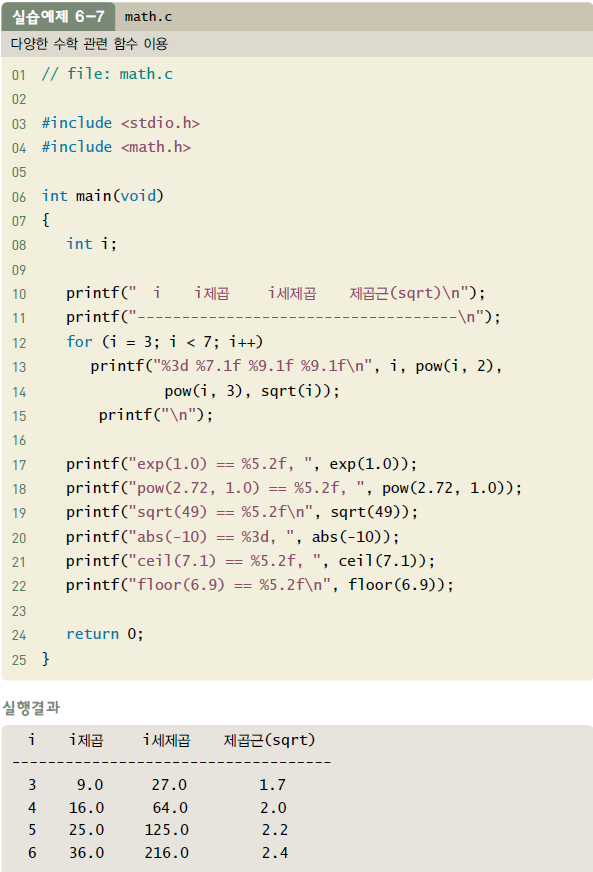 실습예제 6-7 math.c
다양한 수학 관련 함수 이용
01 // file: math.c
02
03 #include <stdio.h>
04 #include <math.h>
05
06 int main(void)
07 {
08    int i;
09
10    printf("  i    i제곱     i세제곱    제곱근(sqrt)\n");
11    printf("-----------------------------------\n");
12    for (i = 3; i < 7; i++)
13       printf("%3d %7.1f %9.1f %9.1f\n", i, pow(i, 2),
14                pow(i, 3), sqrt(i));
15        printf("\n");
16
17    printf("exp(1.0) == %5.2f, ", exp(1.0));
18    printf("pow(2.72, 1.0) == %5.2f, ", pow(2.72, 1.0));
19    printf("sqrt(49) == %5.2f\n", sqrt(49));
20    printf("abs(-10) == %3d, ", abs(-10));
21    printf("ceil(7.1) == %5.2f, ", ceil(7.1));
22    printf("floor(6.9) == %5.2f\n", floor(6.9));
23
24    return 0;
25 }
실행결과
  i    i제곱     i세제곱    제곱근(sqrt)
-----------------------------------
  3     9.0      27.0       1.7
  4    16.0      64.0       2.0
  5    25.0     125.0       2.2
  6    36.0     216.0       2.4